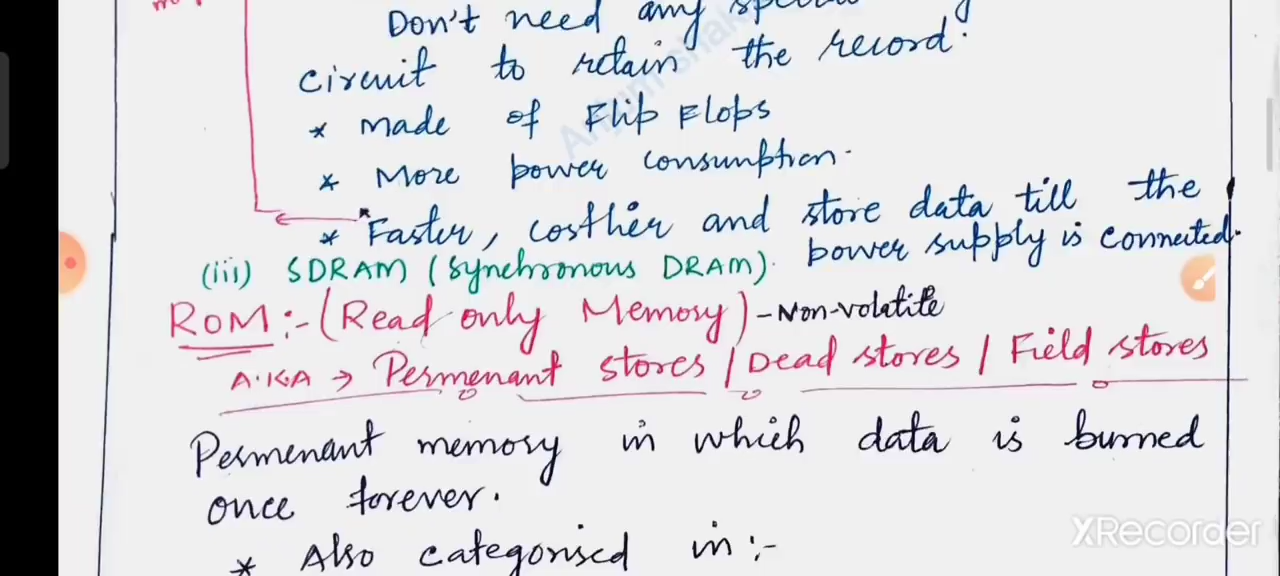 Don't need any
circuit to retain the record.
* Made of Flip Flops
* More power consumption.
* Faster, costlier and store data till the
power supply is connected.
(iii) SDRAM (Synchronous DRAM).
ROM :- (Read only Memory) - Non-volatile
A.K.A → Permenant stores / Dead stores / Field stores
Permenant memory in which data is burned
once forever.
* Also categorised in :-
XRecorder